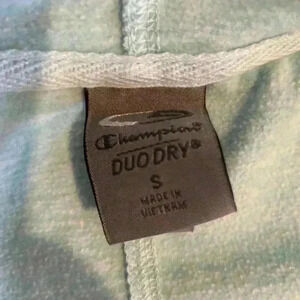 Champion®
DUO DRY®
S
MADE IN
VIETNAM